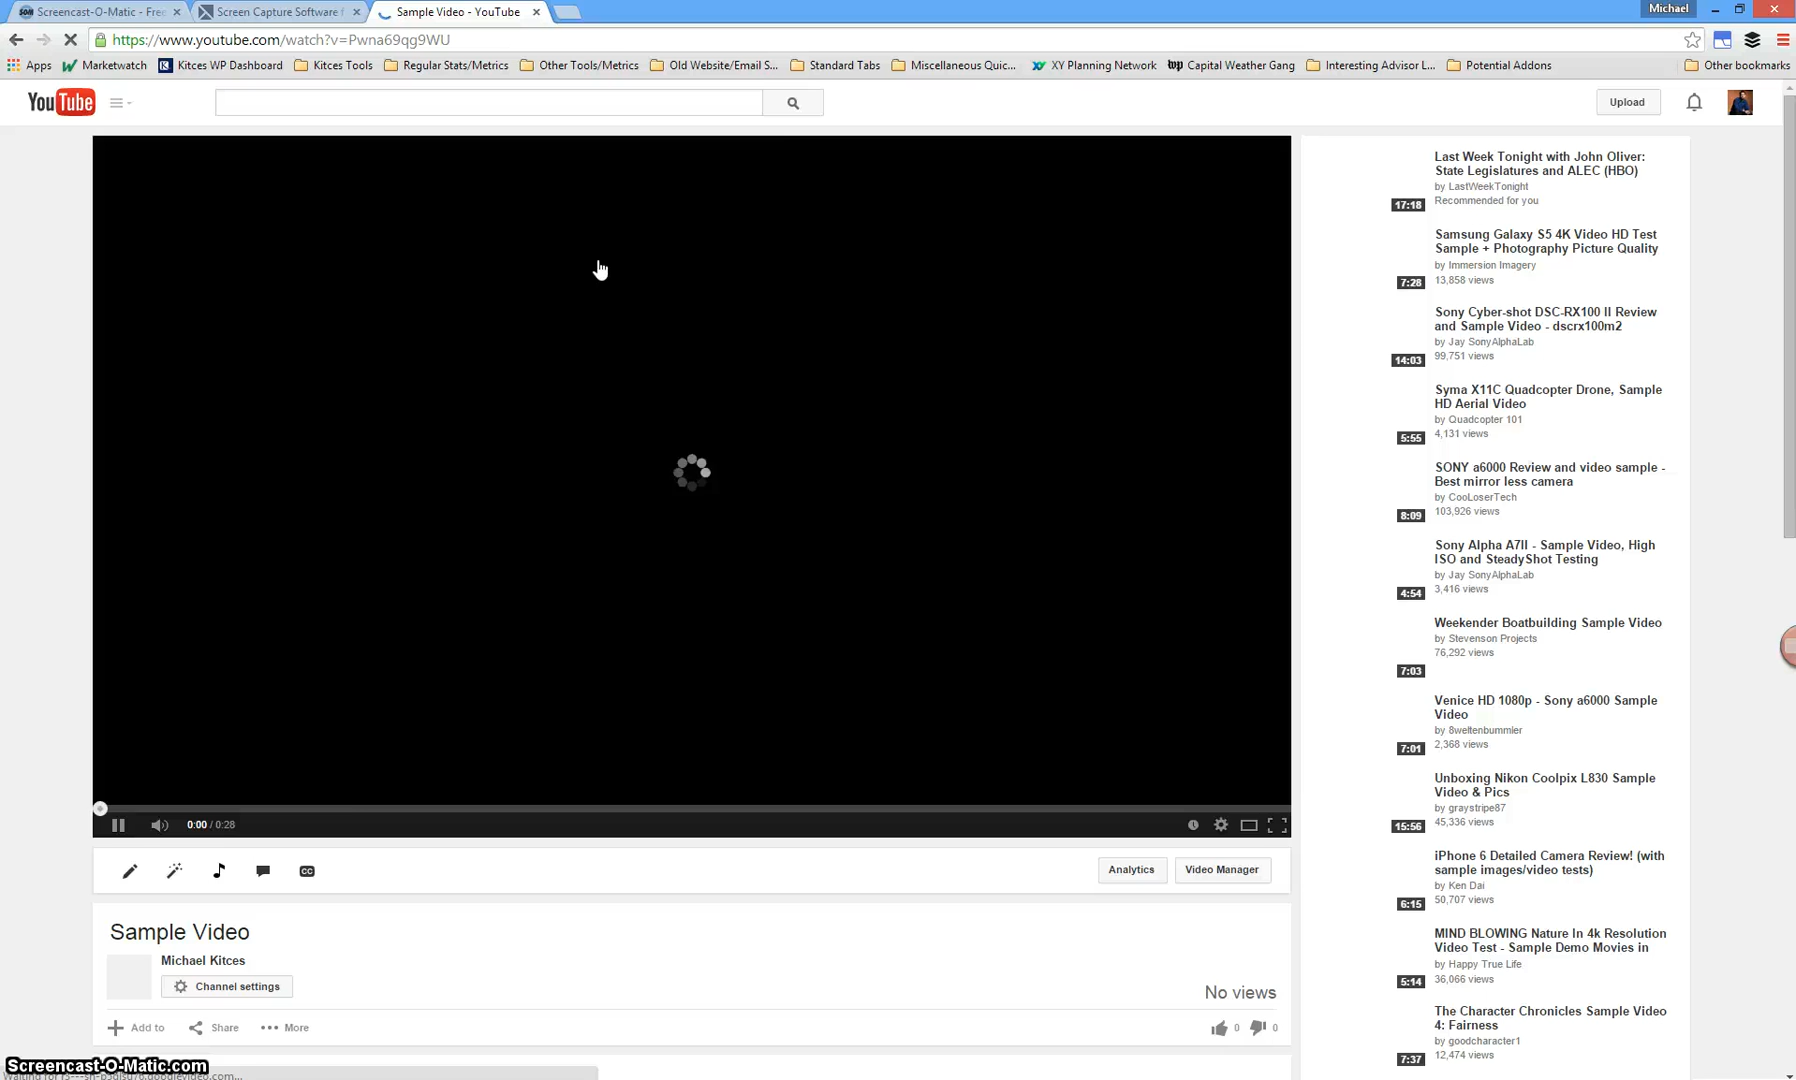 Screencast-O-Matic - Free
Screen Capture Software f
Sample Video - YouTube
Michael
https://www.youtube.com/watch?v=Pwna69qg9WU
Apps
Marketwatch
Kitces WP Dashboard
Kitces Tools
Regular Stats/Metrics
Other Tools/Metrics
Old Website/Email S...
Standard Tabs
Miscellaneous Quic...
XY Planning Network
wp Capital Weather Gang
Interesting Advisor L...
Potential Addons
Other bookmarks
YouTube
Upload
Last Week Tonight with John Oliver:
State Legislatures and ALEC (HBO)
by LastWeekTonight
Recommended for you
17:18
Samsung Galaxy S5 4K Video HD Test
Sample + Photography Picture Quality
by Immersion Imagery
13,858 views
7:28
Sony Cyber-shot DSC-RX100 II Review
and Sample Video - dscrx100m2
by Jay SonyAlphaLab
99,751 views
14:03
Syma X11C Quadcopter Drone, Sample
HD Aerial Video
by Quadcopter 101
4,131 views
5:55
SONY a6000 Review and video sample -
Best mirror less camera
by CooLoserTech
103,926 views
8:09
Sony Alpha A7II - Sample Video, High
ISO and SteadyShot Testing
by Jay SonyAlphaLab
3,416 views
4:54
Weekender Boatbuilding Sample Video
by Stevenson Projects
76,292 views
7:03
Venice HD 1080p - Sony a6000 Sample
Video
by 8weltenbummler
2,368 views
7:01
Unboxing Nikon Coolpix L830 Sample
Video & Pics
by graystripe87
45,336 views
15:56
iPhone 6 Detailed Camera Review! (with
sample images/video tests)
by Ken Dai
50,707 views
6:15
MIND BLOWING Nature In 4k Resolution
Video Test - Sample Demo Movies in
by Happy True Life
36,066 views
5:14
The Character Chronicles Sample Video
4: Fairness
by goodcharacter1
12,474 views
7:37
0:00 / 0:28
CC
Analytics
Video Manager
Sample Video
Michael Kitces
Channel settings
No views
Add to
Share
More
0
0
Screencast-O-Matic.com